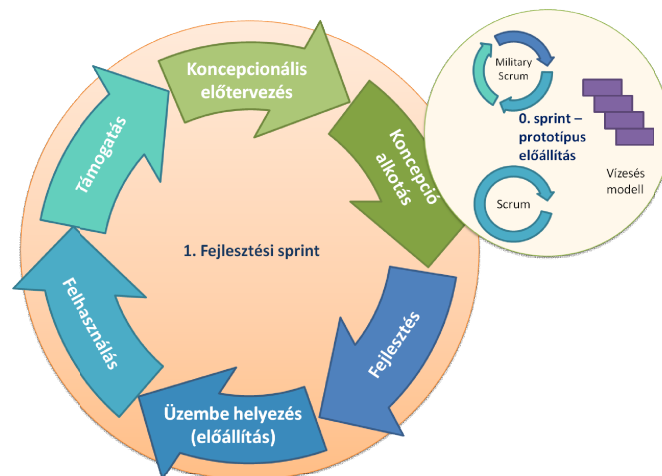 Koncepcionális
előtervezés
Koncepció
alkotás
Fejlesztés
Üzembe helyezés
(előállítás)
Felhasználás
Támogatás
1. Fejlesztési sprint
Military
Scrum
0. sprint –
prototípus
előállítás
Vízesés
modell
Scrum